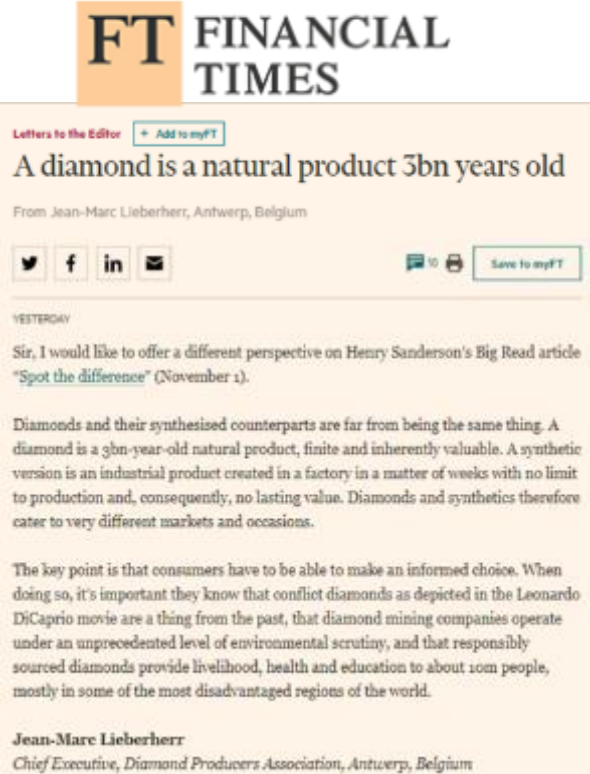 FT FINANCIAL
TIMES
Letters to the Editor + Add to myFT
A diamond is a natural product 3bn years old
From Jean-Marc Lieberherr, Antwerp, Belgium
f in 10 Save to myFT
YESTERDAY
Sir, I would like to offer a different perspective on Henry Sanderson's Big Read article
"Spot the difference" (November 1).
Diamonds and their synthesised counterparts are far from being the same thing. A
diamond is a 3bn-year-old natural product, finite and inherently valuable. A synthetic
version is an industrial product created in a factory in a matter of weeks with no limit
to production and, consequently, no lasting value. Diamonds and synthetics therefore
cater to very different markets and occasions.
The key point is that consumers have to be able to make an informed choice. When
doing so, it's important they know that conflict diamonds as depicted in the Leonardo
DiCaprio movie are a thing from the past, that diamond mining companies operate
under an unprecedented level of environmental scrutiny, and that responsibly
sourced diamonds provide livelihood, health and education to about 10m people,
mostly in some of the most disadvantaged regions of the world.
Jean-Marc Lieberherr
Chief Executive, Diamond Producers Association, Antwerp, Belgium